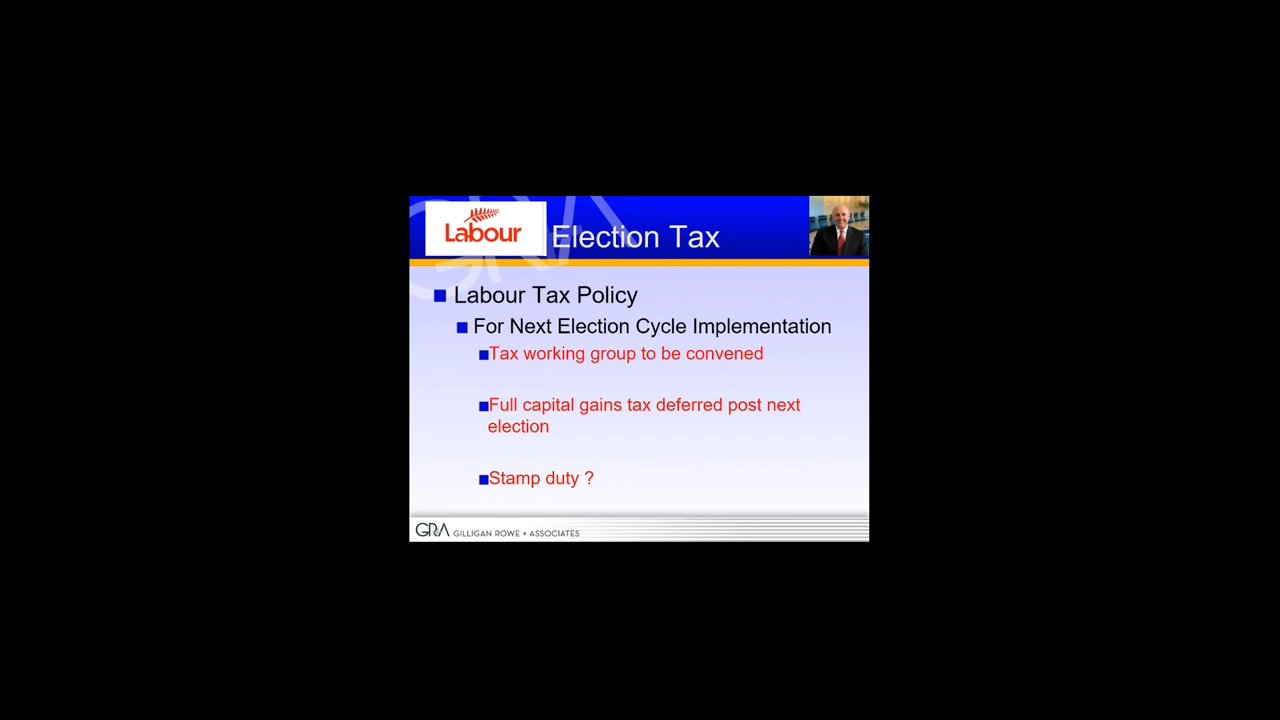 Labour
Election Tax
Labour Tax Policy
For Next Election Cycle Implementation
Tax working group to be convened
Full capital gains tax deferred post next
election
Stamp duty ?
GRA GILLIGAN ROWE + ASSOCIATES